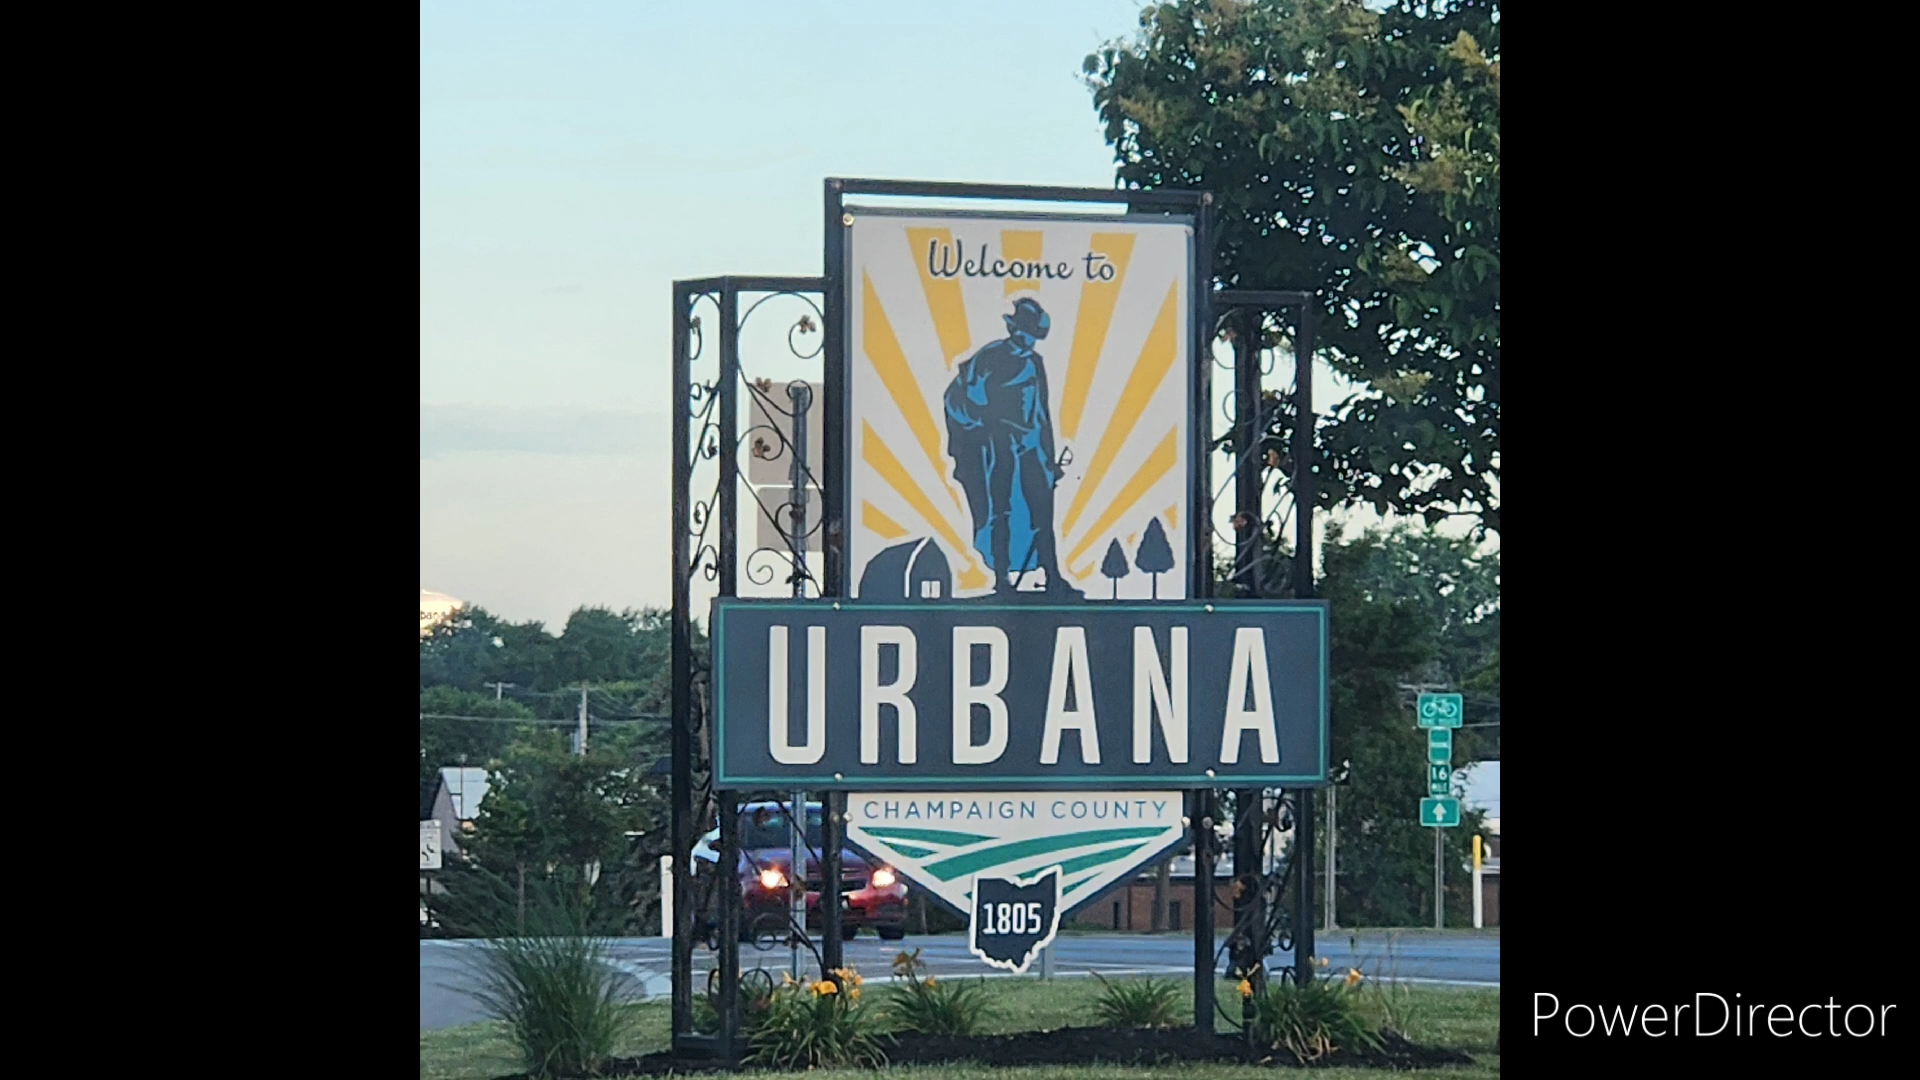 Welcome to
URBANA
CHAMPAIGN COUNTY
1805
16
PowerDirector